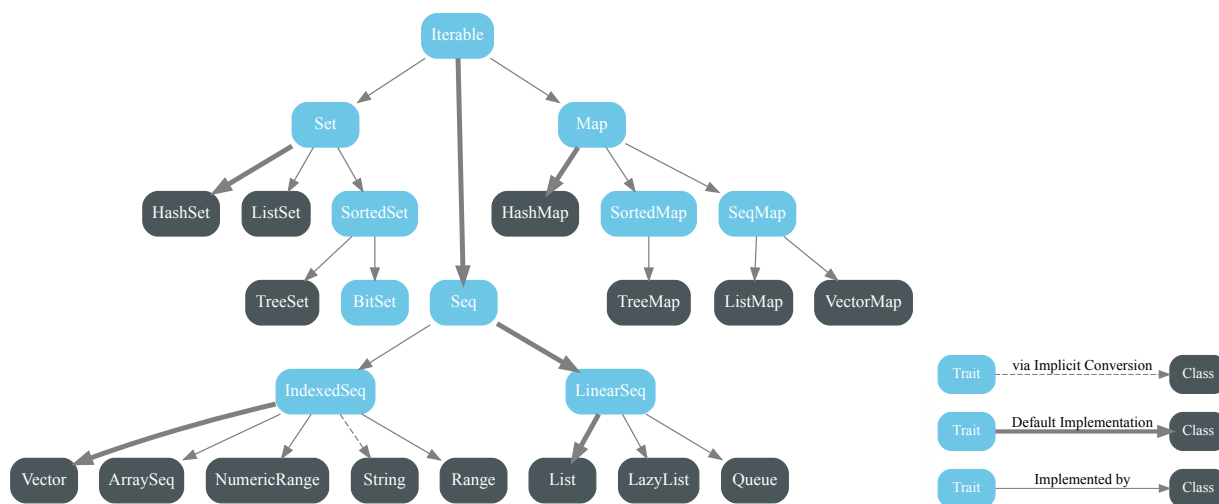 Iterable
Set
Map
HashSet
ListSet
SortedSet
HashMap
SortedMap
SeqMap
TreeSet
BitSet
Seq
TreeMap
ListMap
VectorMap
IndexedSeq
LinearSeq
Vector
ArraySeq
NumericRange
String
Range
List
LazyList
Queue
Trait via Implicit Conversion Class
Trait Default Implementation Class
Trait Implemented by Class